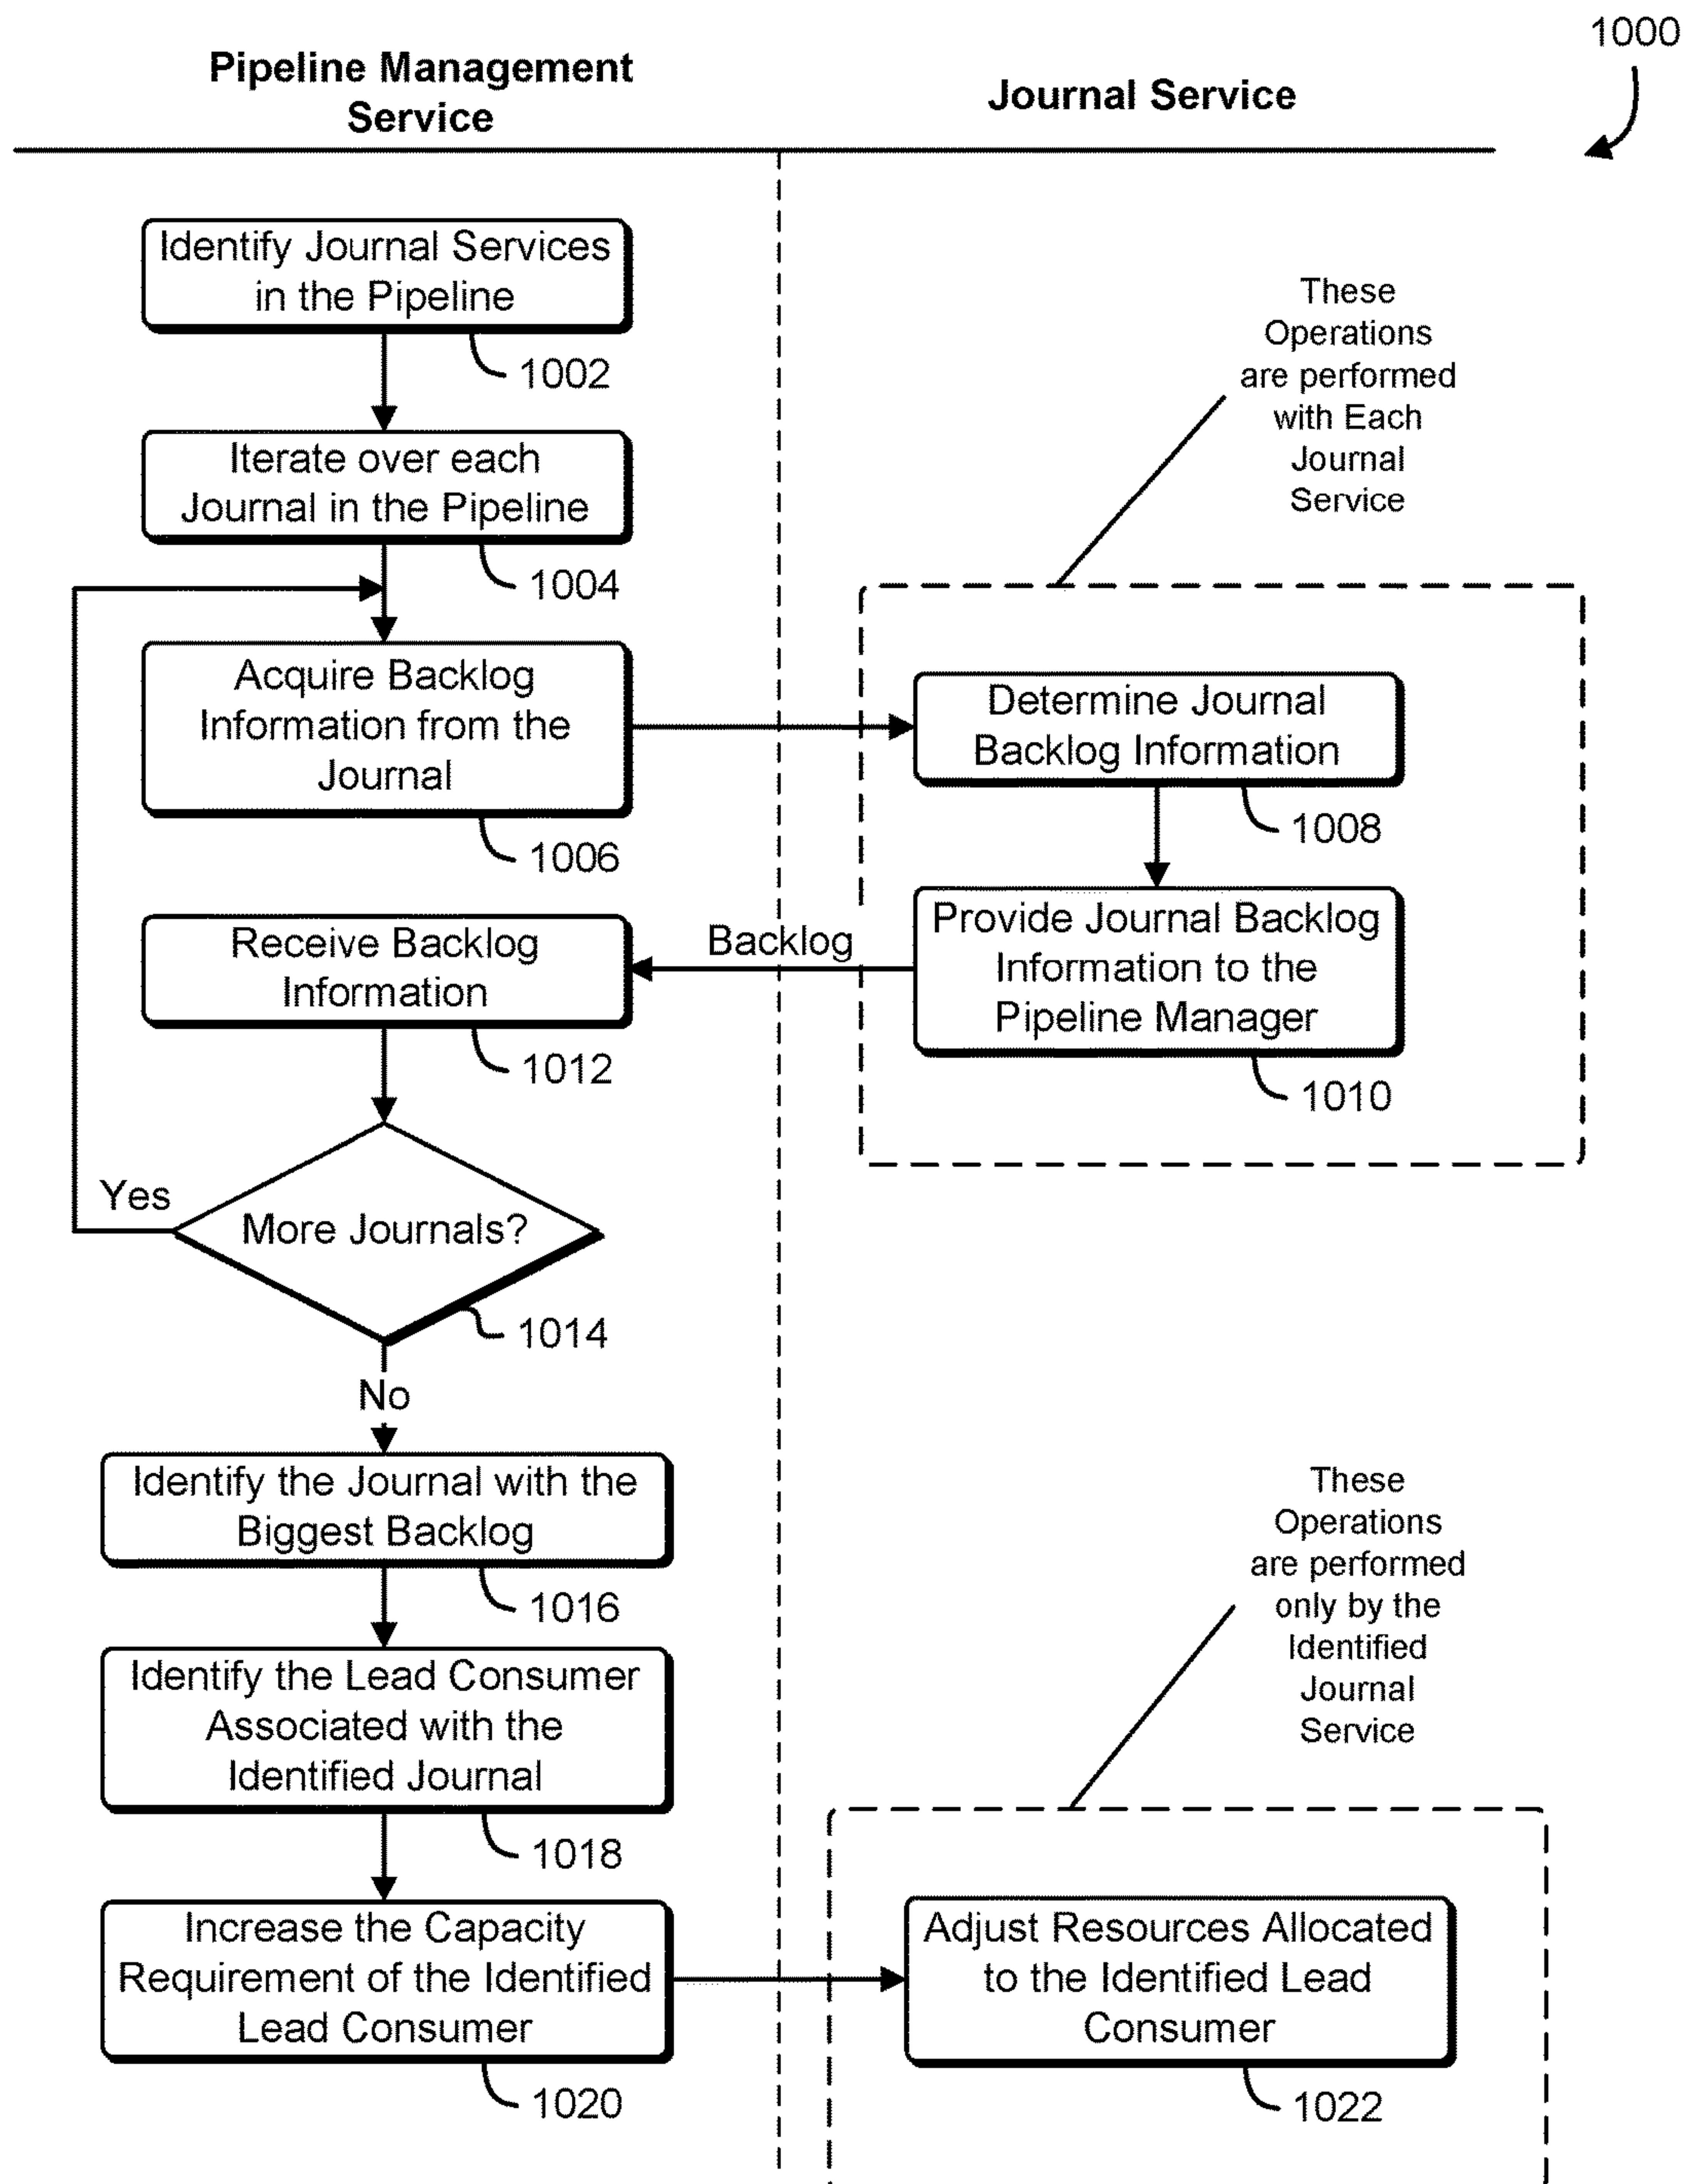 1000
Pipeline Management
Service
Journal Service
Identify Journal Services
in the Pipeline
1002
Iterate over each
Journal in the Pipeline
1004
These
Operations
are performed
with Each
Journal
Service
Acquire Backlog
Information from the
Journal
1006
Determine Journal
Backlog Information
1008
Provide Journal Backlog
Information to the
Pipeline Manager
1010
Backlog
Receive Backlog
Information
1012
Yes
More Journals?
1014
No
Identify the Journal with the
Biggest Backlog
1016
Identify the Lead Consumer
Associated with the
Identified Journal
1018
These
Operations
are performed
only by the
Identified
Journal
Service
Increase the Capacity
Requirement of the Identified
Lead Consumer
1020
Adjust Resources Allocated
to the Identified Lead
Consumer
1022